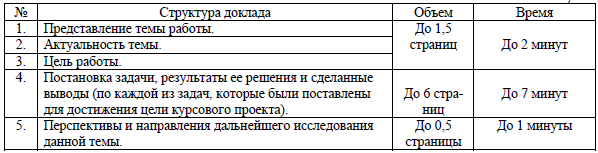 № Структура доклада Объем Время
1. Представление темы работы. До 1,5
2. Актуальность темы. страниц До 2 минут
3. Цель работы.
4. Постановка задачи, результаты ее решения и сделанные
выводы (по каждой из задач, которые были поставлены До 6 стра- До 7 минут
для достижения цели курсового проекта). ниц
5. Перспективы и направления дальнейшего исследования До 0,5 До 1 минуты
данной темы. страницы